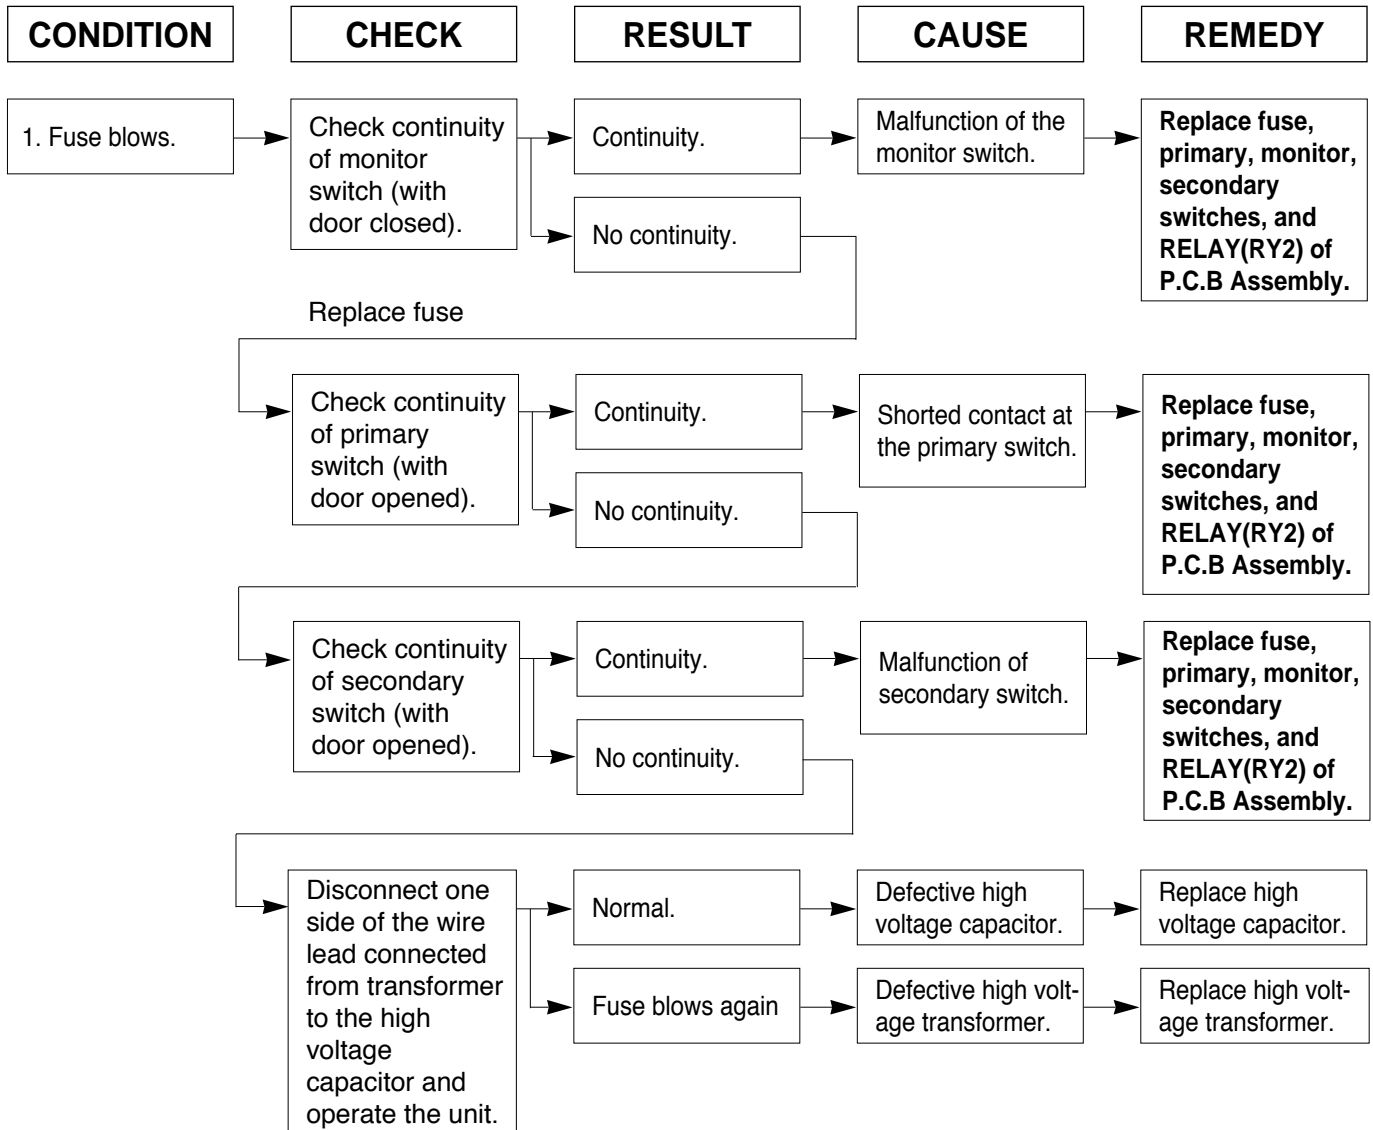 CONDITION
CHECK
RESULT
CAUSE
REMEDY
1. Fuse blows.
Check continuity
of monitor
switch (with
door closed).
Continuity.
Malfunction of the
monitor switch.
Replace fuse,
primary, monitor,
secondary
switches, and
RELAY(RY2) of
P.C.B Assembly.
No continuity.
Replace fuse
Check continuity
of primary
switch (with
door opened).
Continuity.
Shorted contact at
the primary switch.
Replace fuse,
primary, monitor,
secondary
switches, and
RELAY(RY2) of
P.C.B Assembly.
No continuity.
Check continuity
of secondary
switch (with
door opened).
Continuity.
Malfunction of
secondary switch.
Replace fuse,
primary, monitor,
secondary
switches, and
RELAY(RY2) of
P.C.B Assembly.
No continuity.
Disconnect one
side of the wire
lead connected
from transformer
to the high
voltage
capacitor and
operate the unit.
Normal.
Defective high
voltage capacitor.
Replace high
voltage capacitor.
Fuse blows again
Defective high volt-
age transformer.
Replace high volt-
age transformer.